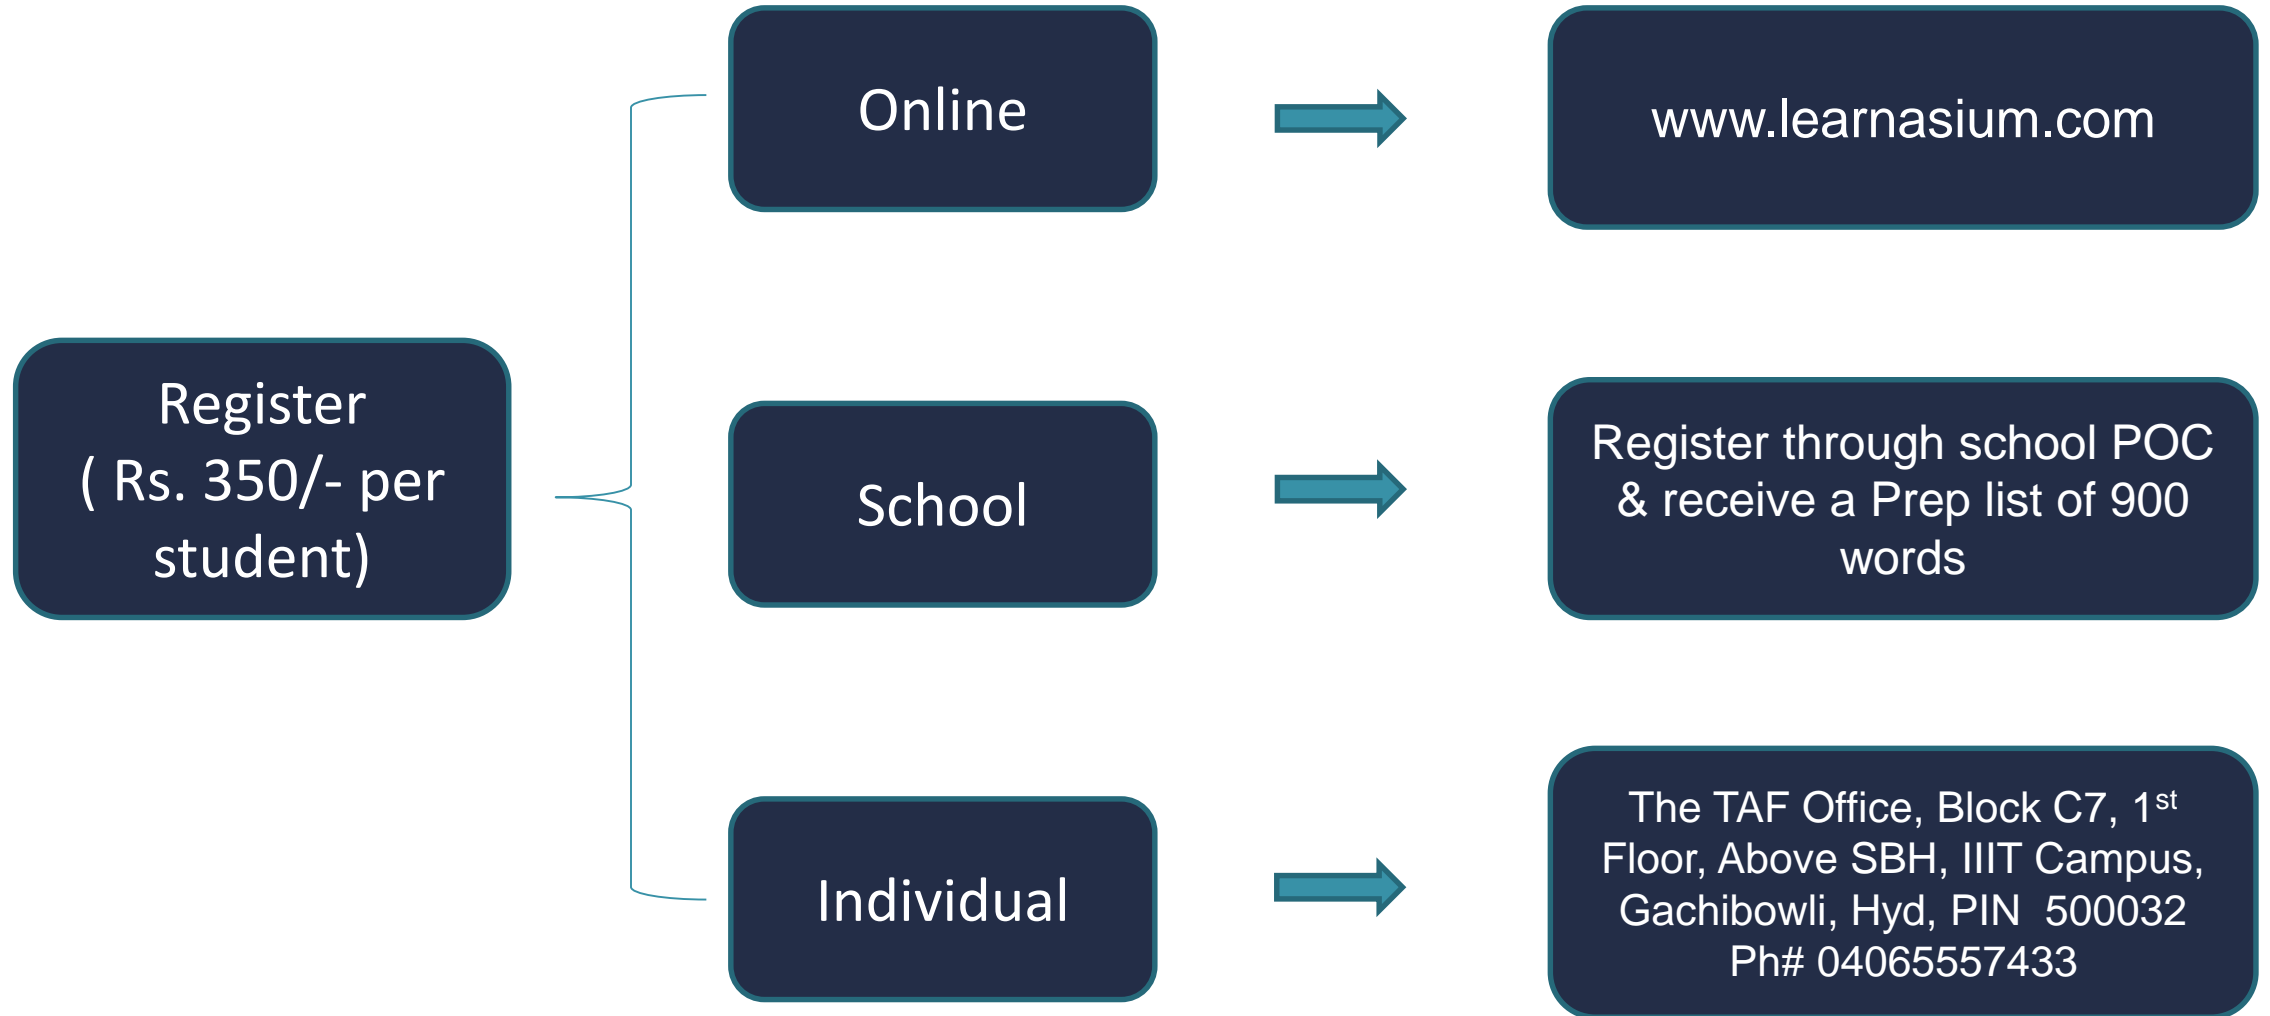 Register
( Rs. 350/- per
student)
Online
www.learnasium.com
School
Register through school POC
& receive a Prep list of 900
words
Individual
The TAF Office, Block C7, 1st
Floor, Above SBH, IIIT Campus,
Gachibowli, Hyd, PIN  500032
Ph# 04065557433